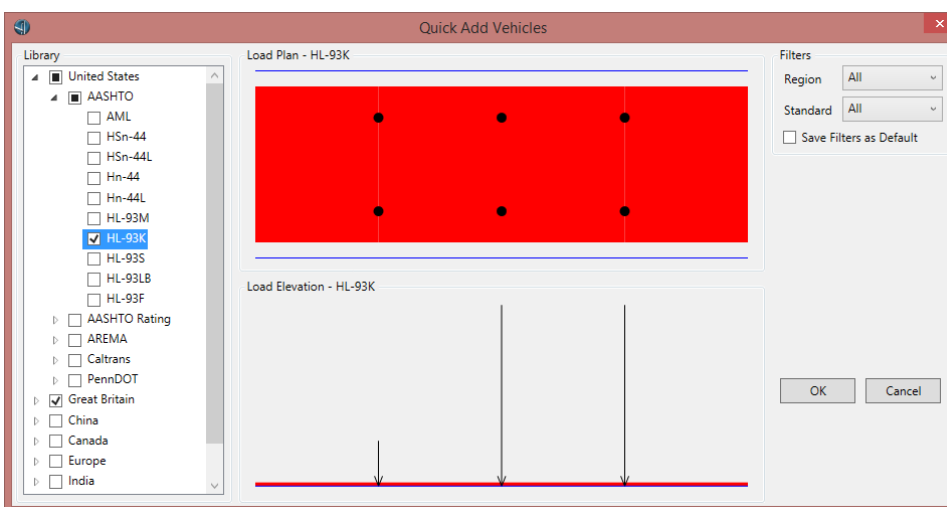 Quick Add Vehicles
Library
United States
AASHTO
AML
HSn-44
HSn-44L
Hn-44
Hn-44L
HL-93M
HL-93K
HL-93S
HL-93LB
HL-93F
AASHTO Rating
AREMA
Caltrans
PennDOT
Great Britain
China
Canada
Europe
India
Load Plan - HL-93K
Load Elevation - HL-93K
Filters
Region All
Standard All
Save Filters as Default
OK Cancel